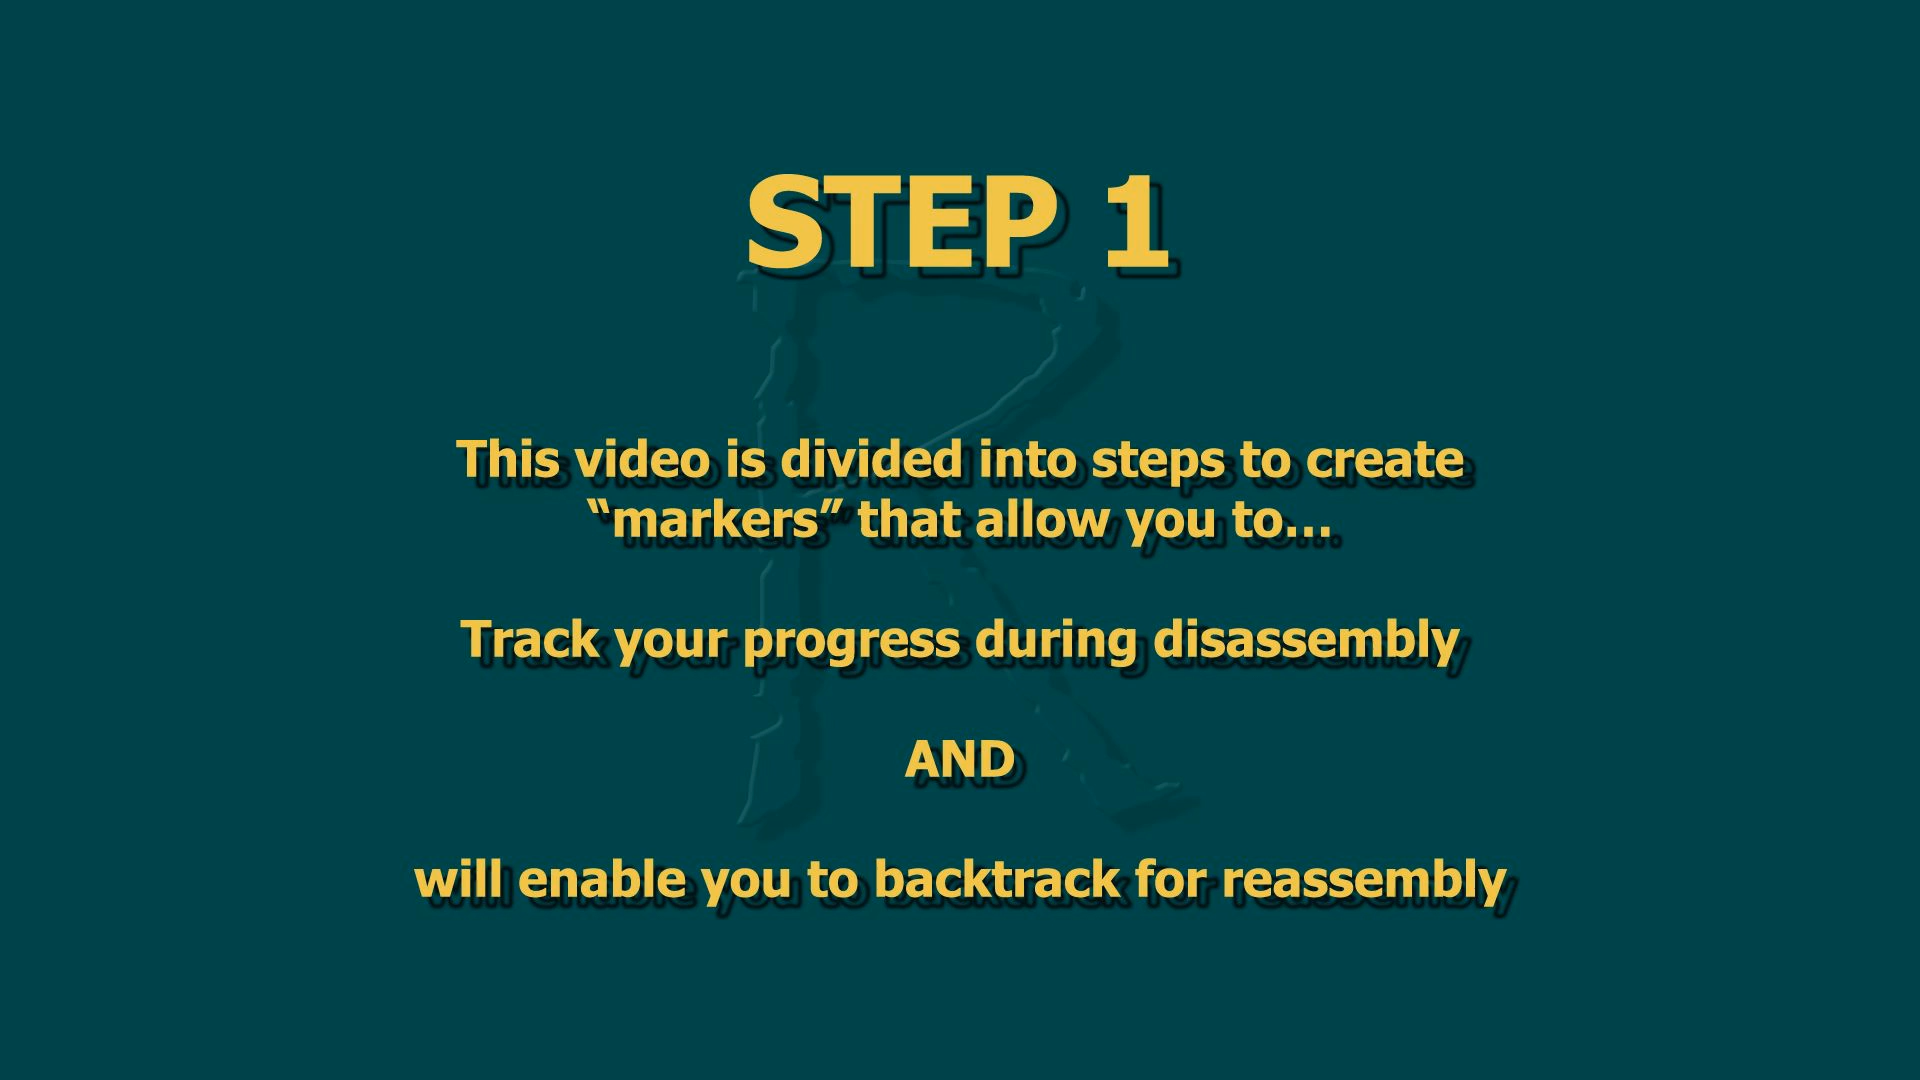 STEP 1
This video is divided into steps to create
“markers” that allow you to...
Track your progress during disassembly
AND
will enable you to backtrack for reassembly
R